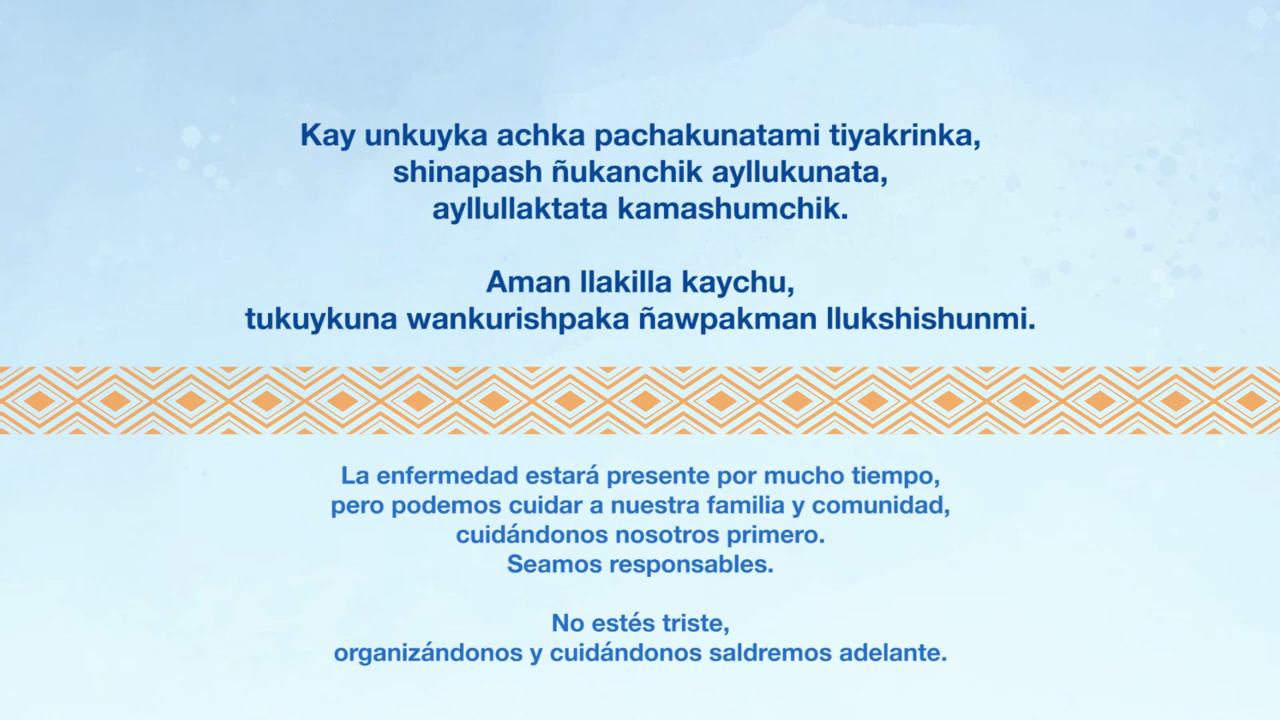 Kay unkuyka achka pachakunatami tiyakrinka,
shinapash ñukanchik ayllukunata,
ayllullaktata kamashumchik.
Aman llakilla kaychu,
tukuykuna wankurishpaka ñawpakman llukshishunmi.
La enfermedad estará presente por mucho tiempo,
pero podemos cuidar a nuestra familia y comunidad,
cuidándonos nosotros primero.
Seamos responsables.
No estés triste,
organizándonos y cuidándonos saldremos adelante.